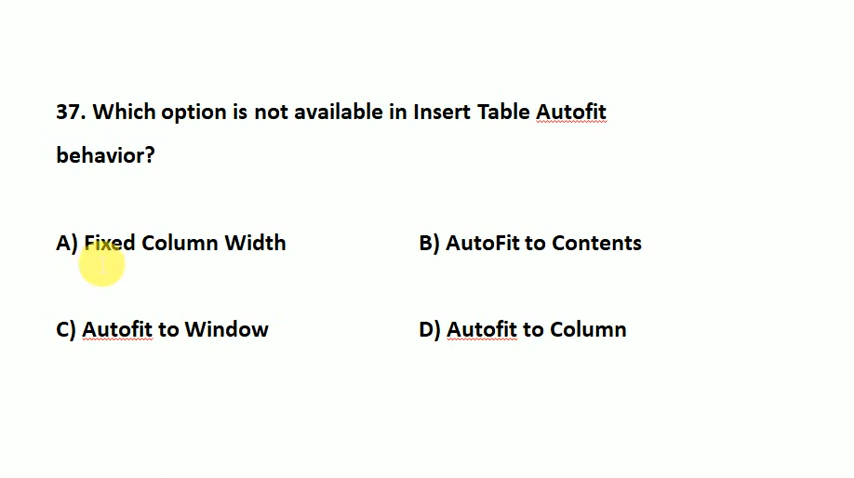 37. Which option is not available in Insert Table Autofit
behavior?
A) Fixed Column Width B) AutoFit to Contents
C) Autofit to Window D) Autofit to Column